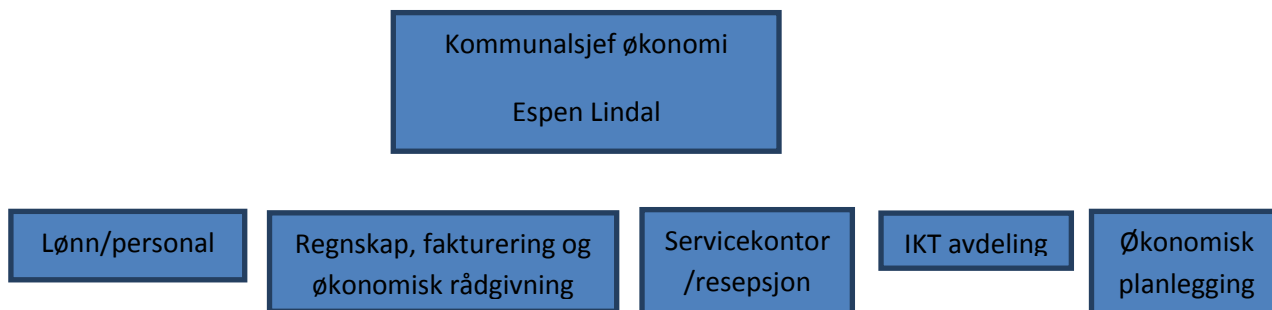 Kommunalsjef økonomi
Espen Lindal
Lønn/personal
Regnskap, fakturering og
økonomisk rådgivning
Servicekontor
/resepsjon
IKT avdeling
Økonomisk
planlegging